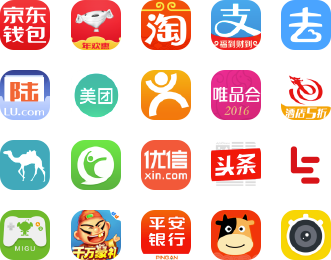 京东
钱包
年欢惠
淘
支
福到财到
去
陆
LU.com
美团
唯品会
2016
酒店5折
优信
xin.com
头条
MIGU
千万豪礼
平安
银行
PINGAN